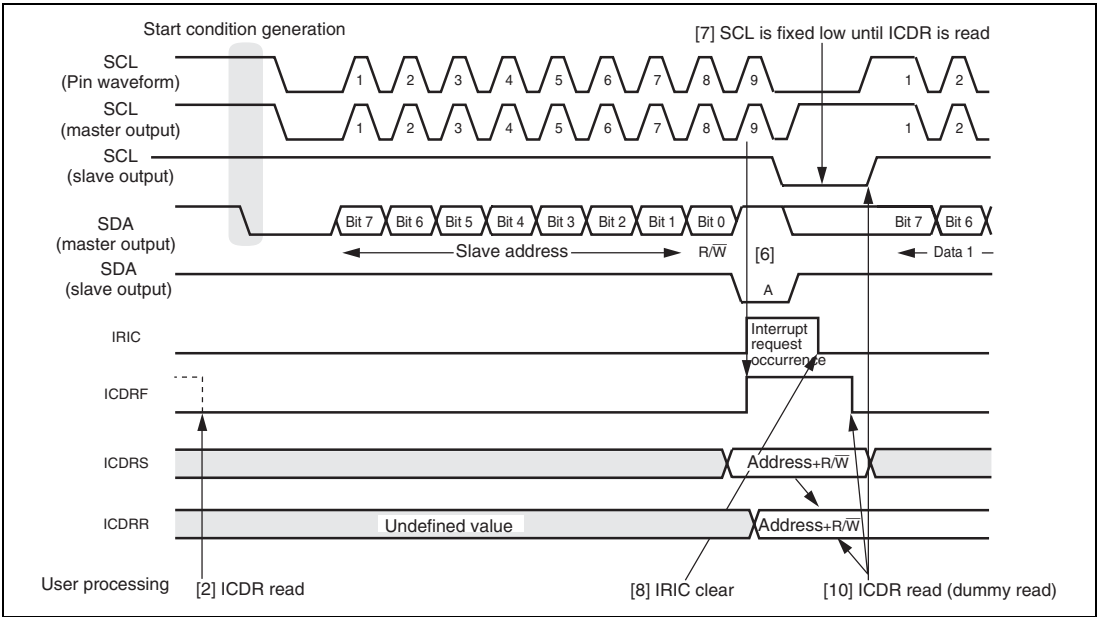 Start condition generation
[7] SCL is fixed low until ICDR is read
SCL
(Pin waveform)
1 2 3 4 5 6 7 8 9 1 2
SCL
(master output)
1 2 3 4 5 6 7 8 9 1 2
SCL
(slave output)
SDA
(master output)
Bit 7 Bit 6 Bit 5 Bit 4 Bit 3 Bit 2 Bit 1 Bit 0 Bit 7 Bit 6
Slave address R/W̅ [6] Data 1
SDA
(slave output)
A
IRIC
Interrupt
request
occurrence
ICDRF
ICDRS
Address+R/W̅
ICDRR
Undefined value Address+R/W̅
User processing [2] ICDR read [8] IRIC clear [10] ICDR read (dummy read)